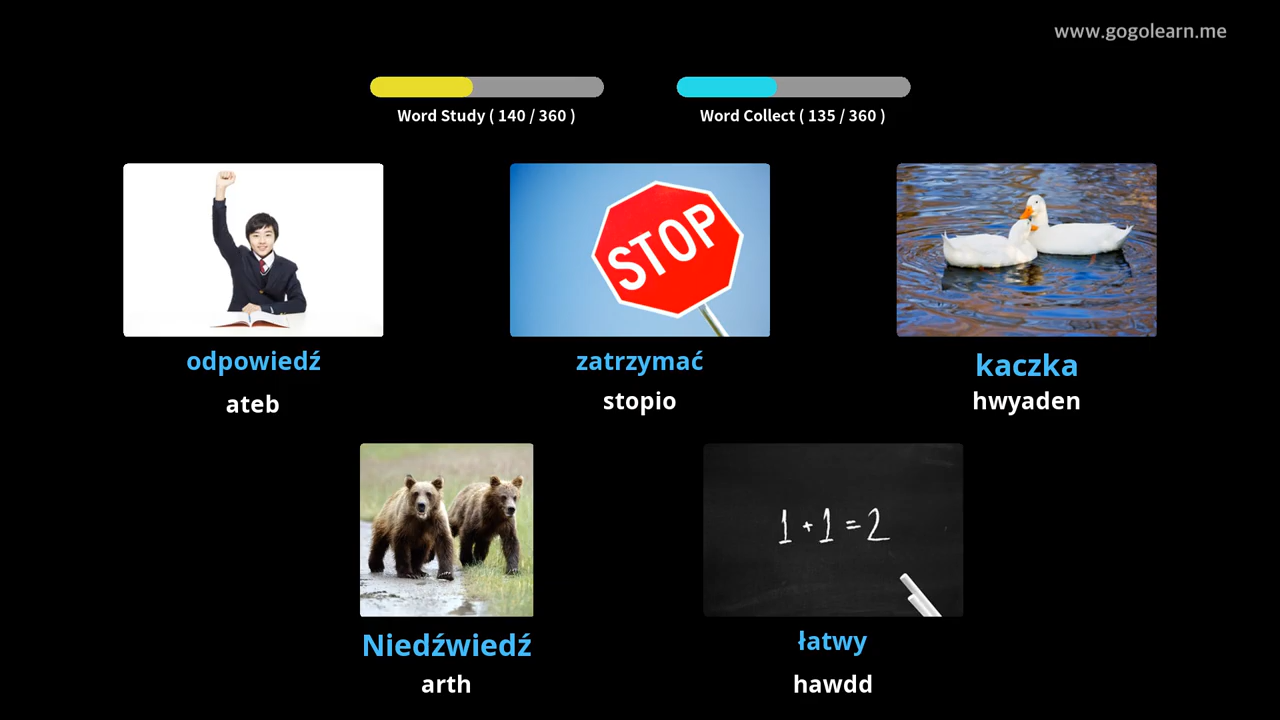 www.gogolearn.me
Word Study ( 140 / 360 )
Word Collect ( 135 / 360 )
STOP
odpowiedź
zatrzymać
kaczka
ateb
stopio
hwyaden
1 + 1 = 2
Niedźwiedź
łatwy
arth
hawdd